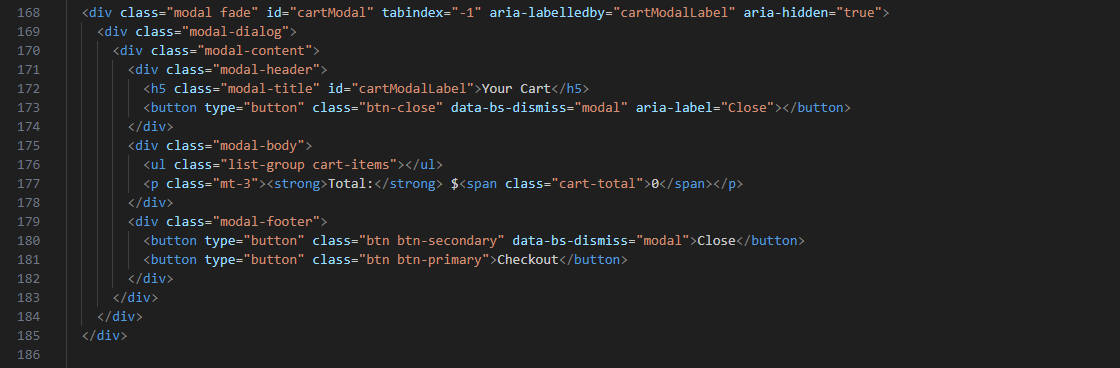 168 <div class="modal fade" id="cartModal" tabindex="-1" aria-labelledby="cartModalLabel" aria-hidden="true">
169 <div class="modal-dialog">
170 <div class="modal-content">
171 <div class="modal-header">
172 <h5 class="modal-title" id="cartModalLabel">Your Cart</h5>
173 <button type="button" class="btn-close" data-bs-dismiss="modal" aria-label="Close"></button>
174 </div>
175 <div class="modal-body">
176 <ul class="list-group cart-items"></ul>
177 <p class="mt-3"><strong>Total:</strong> $<span class="cart-total">0</span></p>
178 </div>
179 <div class="modal-footer">
180 <button type="button" class="btn btn-secondary" data-bs-dismiss="modal">Close</button>
181 <button type="button" class="btn btn-primary">Checkout</button>
182 </div>
183 </div>
184 </div>
185 </div>
186